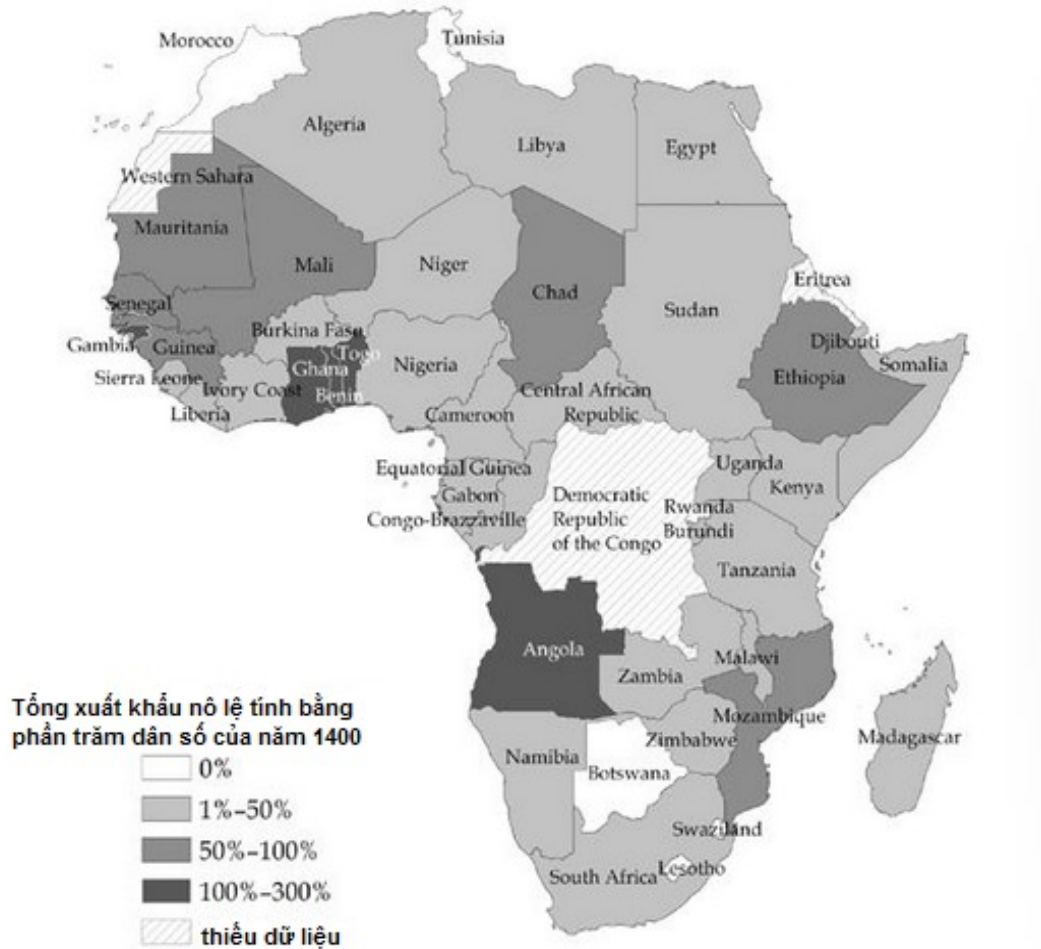 Morocco
Tunisia
Algeria
Libya
Egypt
Western Sahara
Mauritania
Mali
Niger
Chad
Sudan
Eritrea
Senegal
Gambia
Guinea
Burkina Faso
Djibouti
Somalia
Sierra Leone
Ivory Coast
Ghana
Togo
Benin
Nigeria
Ethiopia
Liberia
Cameroon
Central African
Republic
Equatorial Guinea
Gabon
Congo-Brazzaville
Democratic
Republic
of the Congo
Uganda
Kenya
Rwanda
Burundi
Tanzania
Angola
Zambia
Malawi
Mozambique
Zimbabwe
Madagascar
Namibia
Botswana
Swaziland
South Africa
Lesotho
Tổng xuất khẩu nô lệ tính bằng
phần trăm dân số của năm 1400
0%
1%–50%
50%–100%
100%–300%
thiếu dữ liệu